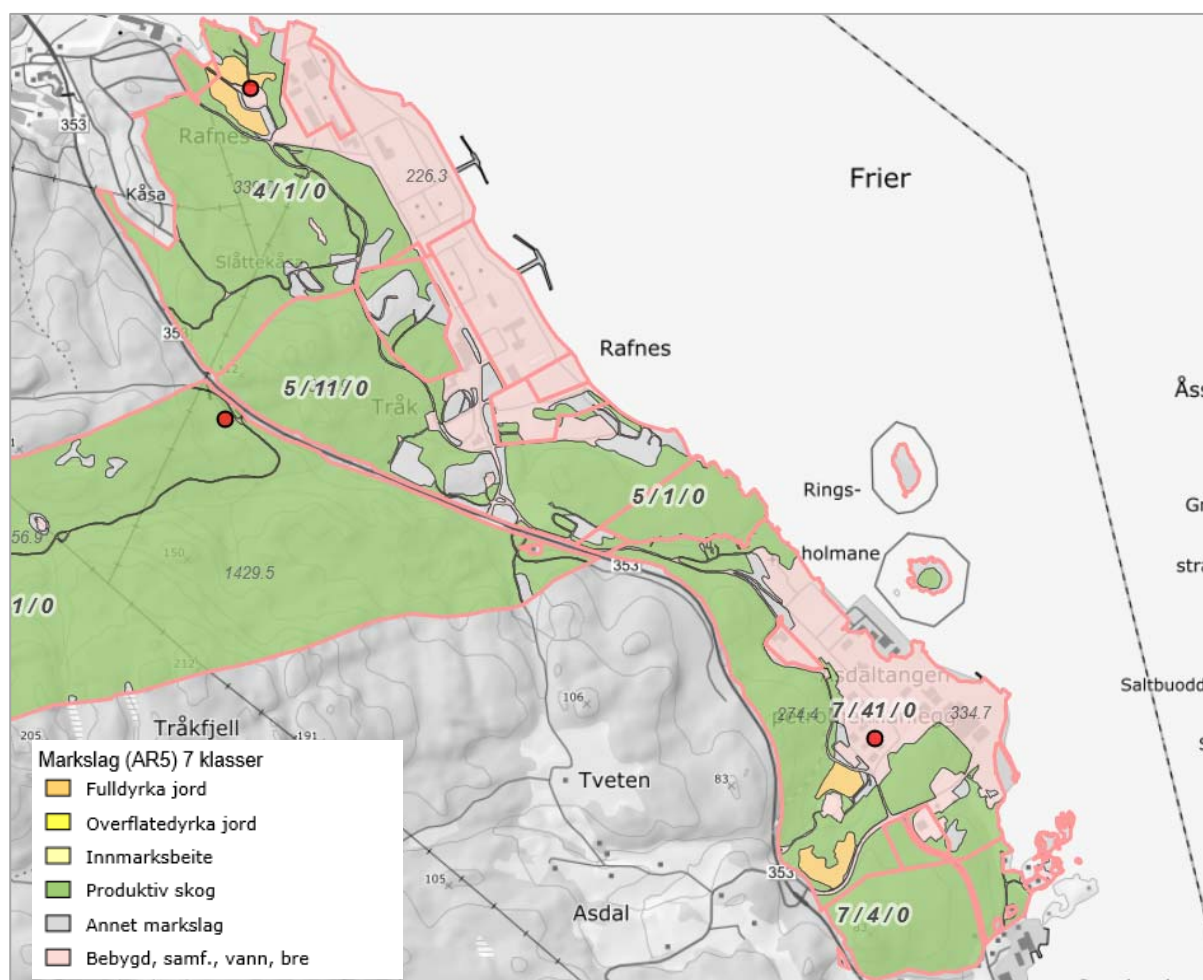 353
Rafnes
Kåsa
4/1/0
226.3
Frier
Slåttekåsa
353
5/11/0
Tråk
Rafnes
Rings-
holmane
5/1/0
353
56.9
150
1429.5
1/0
212
Tråkfjell
205
191
106
Tveten
83
274.4
7/41/0
334.7
Saltbuodd
353
105
Asdal
7/4/0
Markslag (AR5) 7 klasser
Fulldyrka jord
Overflatedyrka jord
Innmarksbeite
Produktiv skog
Annet markslag
Bebygd, samf., vann, bre